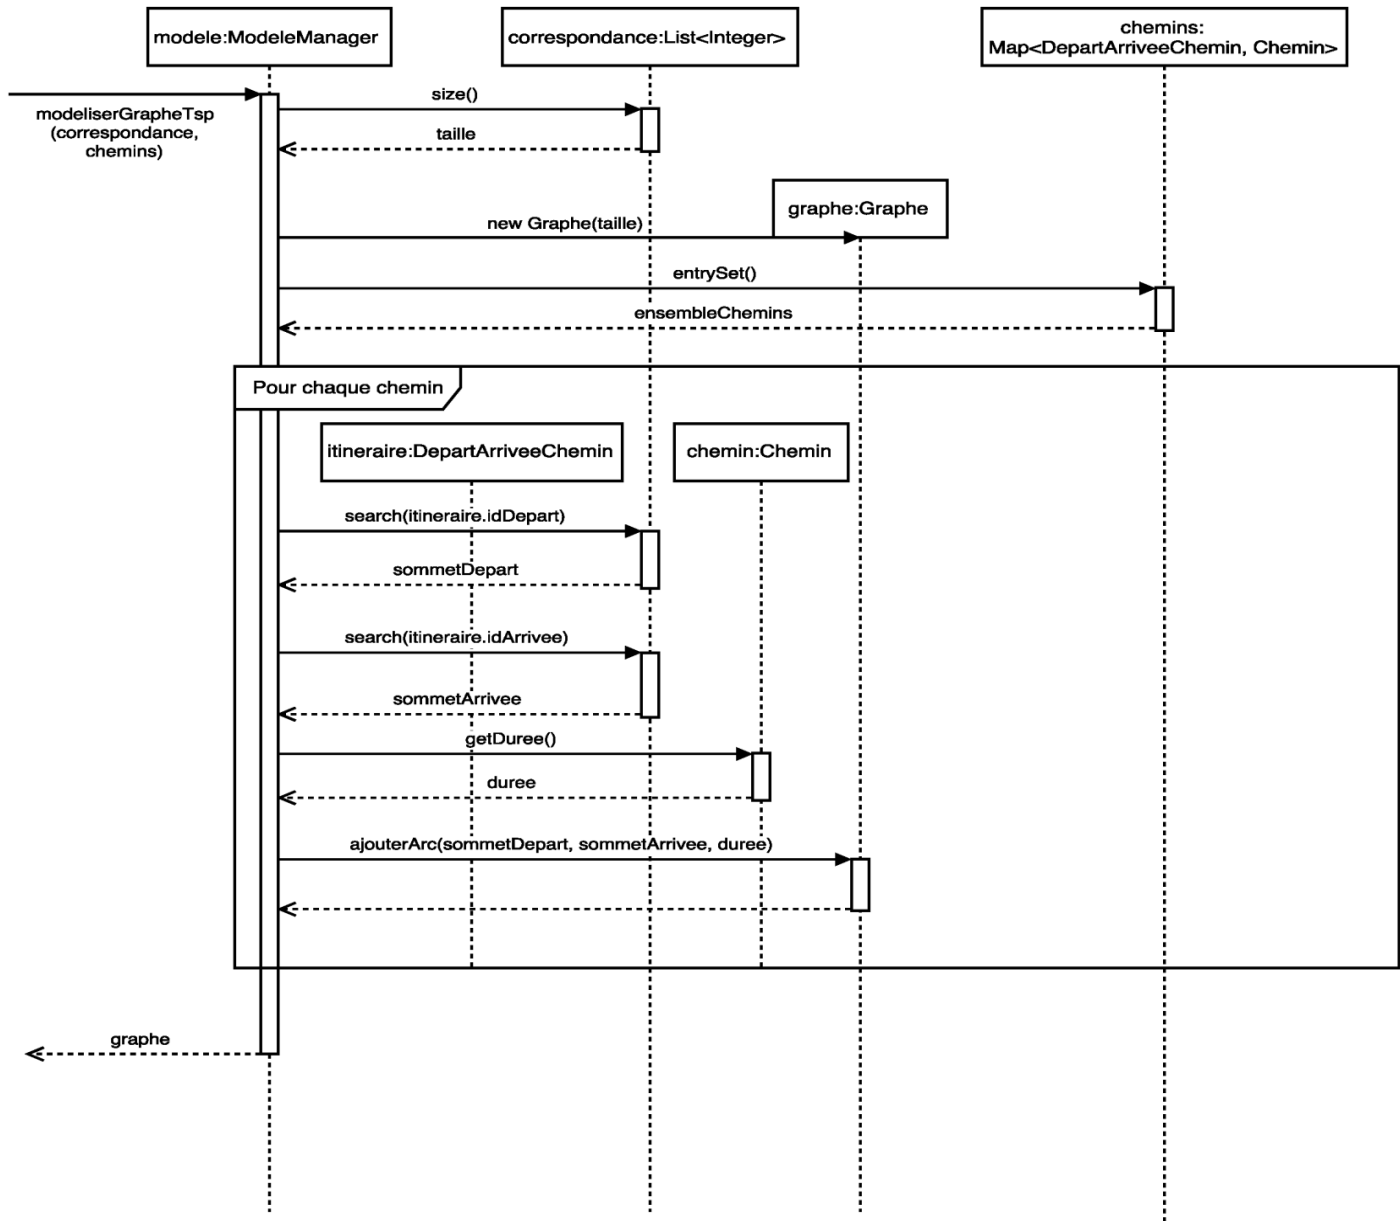 modele:ModeleManager
correspondance:List<Integer>
chemins:
Map<DepartArriveeChemin, Chemin>
modeliserGrapheTsp
(correspondance,
chemins)
size()
taille
graphe:Graphe
new Graphe(taille)
entrySet()
ensembleChemins
Pour chaque chemin
itineraire:DepartArriveeChemin
chemin:Chemin
search(itineraire.idDepart)
sommetDepart
search(itineraire.idArrivee)
sommetArrivee
getDuree()
duree
ajouterArc(sommetDepart, sommetArrivee, duree)
graphe